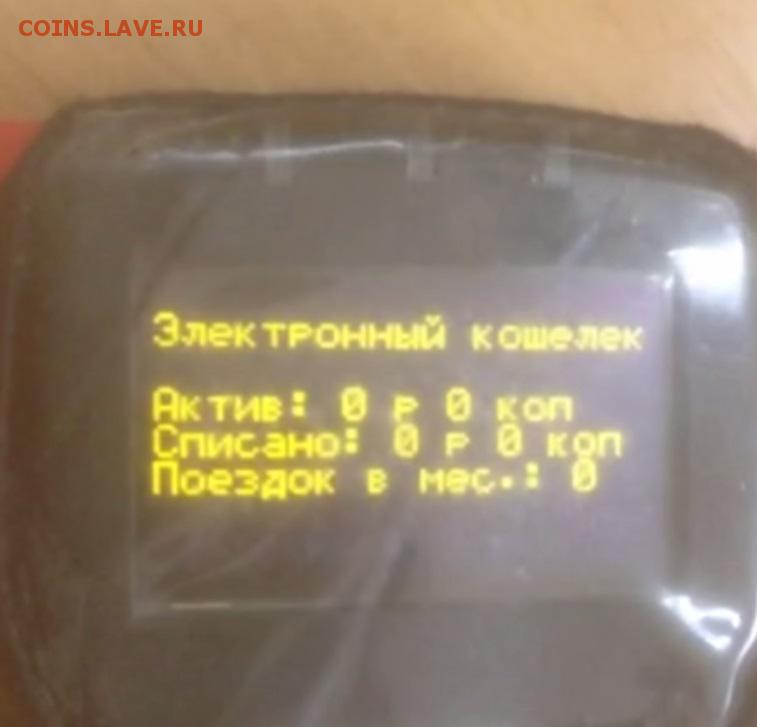 COINS.LAVE.RU
Электронный кошелек
Актив: 0 р 0 коп
Списано: 0 р 0 коп
Поездок в мес.: 0